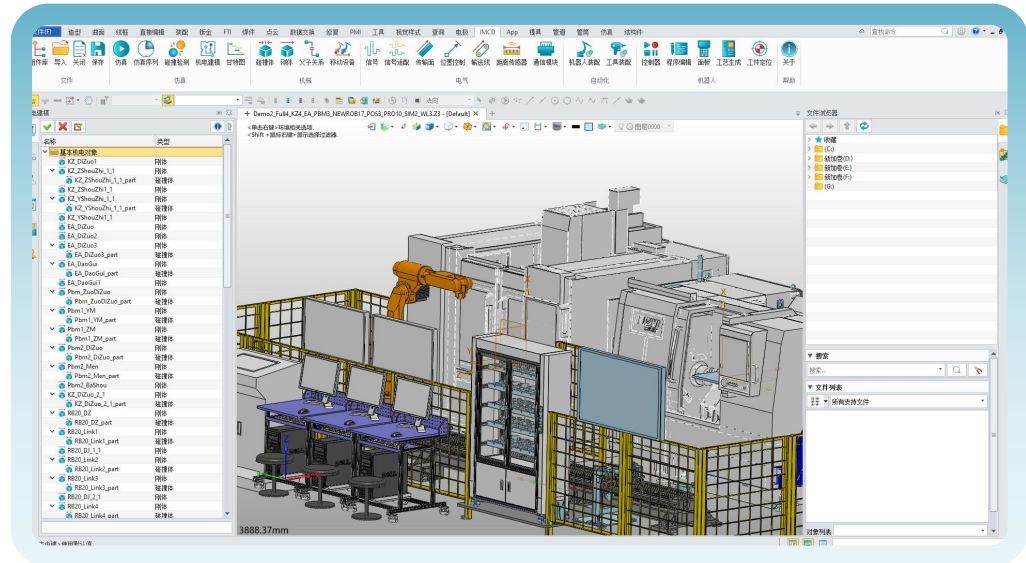 文件(F) 造型 曲面 线框 直接编辑 装配 钣金 FTI 焊件 点云 数据交换 修复 PMI 工具 视觉样式 查询 电极 IMCD App 模具 管道 管筒 仿真 结构件 查找命令
组件库 导入 关闭 保存 仿真 仿真序列 碰撞检测 机电建模 甘特图 碰撞体 刚体 父子关系 移动设备 信号 信号适配 传输面 位置控制 输送线 距离传感器 通信模块 机器人装配 工具装配 控制器 程序编辑 面板 工艺生成 工件定位 关于
文件 仿真 机械 电气 自动化 机器人 帮助
法向
电建模
Demo2_Full4_KZ4_EA_PBM3_NEWROB17_POS3_PRO10_SIM2_WL3.Z3 - [Default]
文件浏览器
<单击右键>环境相关选项.
<Shift + 鼠标右键>显示选择过滤器.
图层0000
名称 类型
基本机电对象
KZ_DiZuo1 刚体
KZ_ZShouZhi_1_1 刚体
KZ_ZShouZhi_1_1_part 碰撞体
KZ_ZShouZhi1_1 刚体
KZ_YShouZhi_1_1 刚体
KZ_YShouZhi_1_1_part 碰撞体
KZ_YShouZhi1_1 刚体
EA_DiZuo 刚体
EA_DiZuo2 刚体
EA_DiZuo3 刚体
EA_DiZuo3_part 碰撞体
EA_DaoGui 刚体
EA_DaoGui_part 碰撞体
EA_DaoGui1 刚体
Pbm_ZuoDiZuo 刚体
Pbm_ZuoDiZuo_part 碰撞体
Pbm1_YM 刚体
Pbm1_YM_part 碰撞体
Pbm1_ZM 刚体
Pbm1_ZM_part 碰撞体
Pbm2_DiZuo 刚体
Pbm2_DiZuo_part 碰撞体
Pbm2_Men 刚体
Pbm2_Men_part 碰撞体
Pbm2_BaShou 刚体
KZ_DiZuo_2_1 刚体
KZ_DiZuo_2_1_part 碰撞体
RB20_DZ 刚体
RB20_DZ_part 碰撞体
RB20_Link1 刚体
RB20_Link1_part 碰撞体
RB20_DJ_1_1 刚体
RB20_Link2 刚体
RB20_Link2_part 碰撞体
RB20_Link3 刚体
RB20_Link3_part 碰撞体
RB20_DJ_2_1 刚体
RB20_Link4 刚体
RB20_Link4_part 碰撞体
3888.37mm
收藏
(C:)
新加卷(D:)
新加卷(E:)
新加卷(F:)
(G:)
搜索
搜索...
文件列表
所有支持文件
对象列表
X
Y
Z